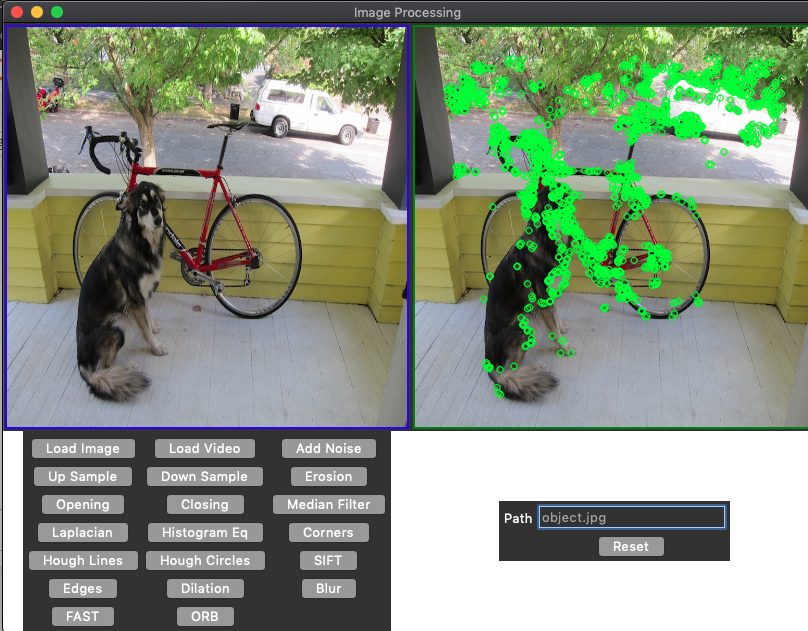 Image Processing
Load Image
Load Video
Add Noise
Up Sample
Down Sample
Erosion
Opening
Closing
Median Filter
Laplacian
Histogram Eq
Corners
Hough Lines
Hough Circles
SIFT
Edges
Dilation
Blur
FAST
ORB
Path object.jpg
Reset